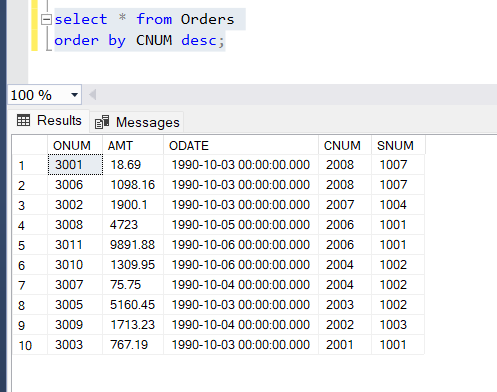 select * from Orders
order by CNUM desc;
100 %
Results Messages
ONUM AMT ODATE CNUM SNUM
1 3001 18.69 1990-10-03 00:00:00.000 2008 1007
2 3006 1098.16 1990-10-03 00:00:00.000 2008 1007
3 3002 1900.1 1990-10-03 00:00:00.000 2007 1004
4 3008 4723 1990-10-05 00:00:00.000 2006 1001
5 3011 9891.88 1990-10-06 00:00:00.000 2006 1001
6 3010 1309.95 1990-10-06 00:00:00.000 2004 1002
7 3007 75.75 1990-10-04 00:00:00.000 2004 1002
8 3005 5160.45 1990-10-03 00:00:00.000 2003 1002
9 3009 1713.23 1990-10-04 00:00:00.000 2002 1003
10 3003 767.19 1990-10-03 00:00:00.000 2001 1001